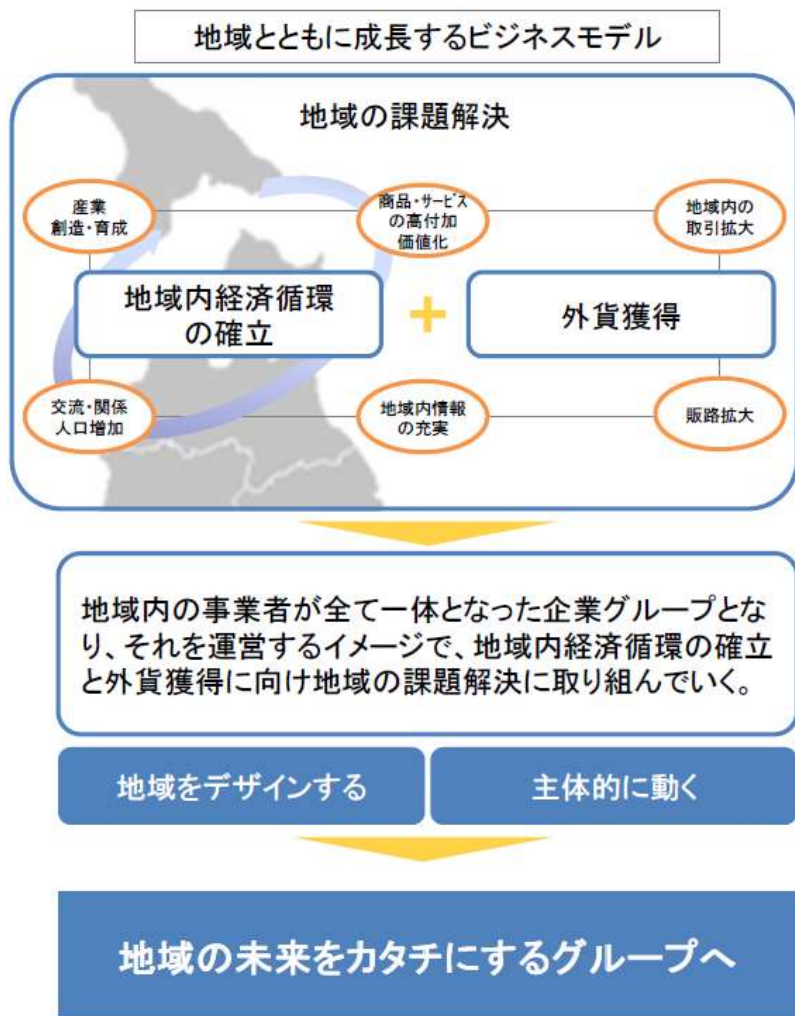 地域とともに成長するビジネスモデル
地域の課題解決
産業
創造・育成
商品・サービス
の高付加
価値化
地域内の
取引拡大
地域内経済循環
の確立
+
外貨獲得
交流・関係
人口増加
地域内情報
の充実
販路拡大
地域内の事業者が全て一体となった企業グループとな
り、それを運営するイメージで、地域内経済循環の確立
と外貨獲得に向け地域の課題解決に取り組んでいく。
地域をデザインする
主体的に動く
地域の未来をカタチにするグループへ